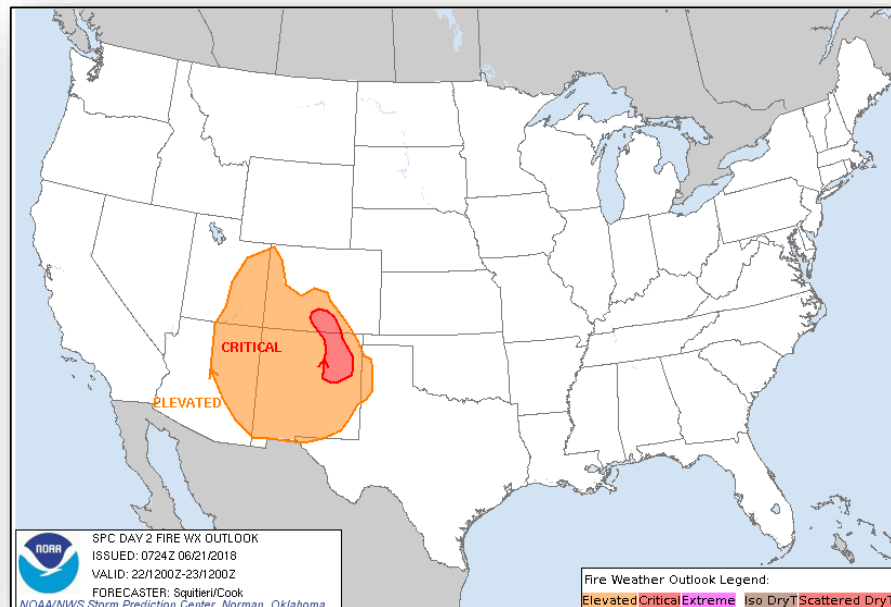 CRITICAL
ELEVATED
NOAA
SPC DAY 2 FIRE WX OUTLOOK
ISSUED: 0724Z 06/21/2018
VALID: 22/1200Z-23/1200Z
FORECASTER: Squitieri/Cook
NOAA/NWS Storm Prediction Center, Norman, Oklahoma
Fire Weather Outlook Legend:
Elevated Critical Extreme Iso DryT Scattered DryT